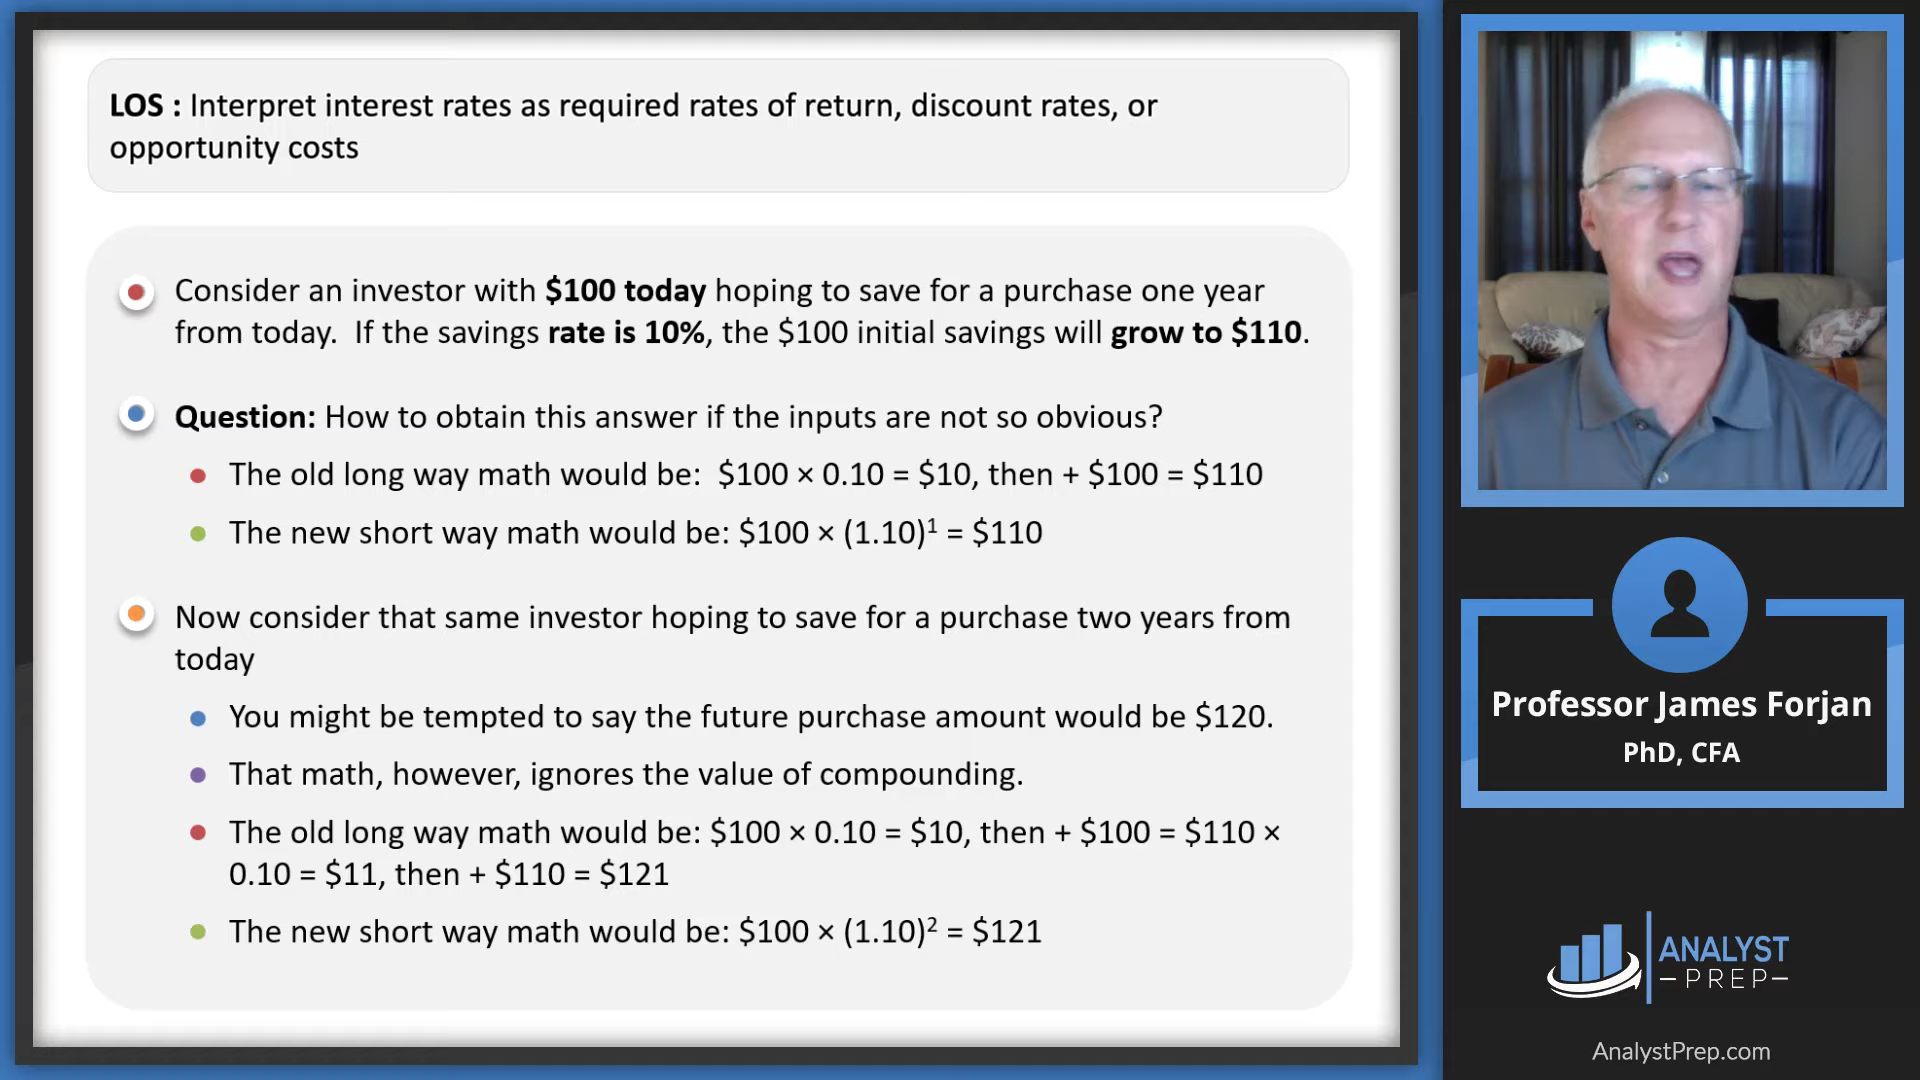 LOS : Interpret interest rates as required rates of return, discount rates, or
opportunity costs
Consider an investor with $100 today hoping to save for a purchase one year
from today. If the savings rate is 10%, the $100 initial savings will grow to $110.
Question: How to obtain this answer if the inputs are not so obvious?
The old long way math would be: $100 × 0.10 = $10, then + $100 = $110
The new short way math would be: $100 × (1.10)¹ = $110
Now consider that same investor hoping to save for a purchase two years from
today
You might be tempted to say the future purchase amount would be $120.
That math, however, ignores the value of compounding.
The old long way math would be: $100 × 0.10 = $10, then + $100 = $110 ×
0.10 = $11, then + $110 = $121
The new short way math would be: $100 × (1.10)² = $121
Professor James Forjan
PhD, CFA
ANALYST
PREP
AnalystPrep.com